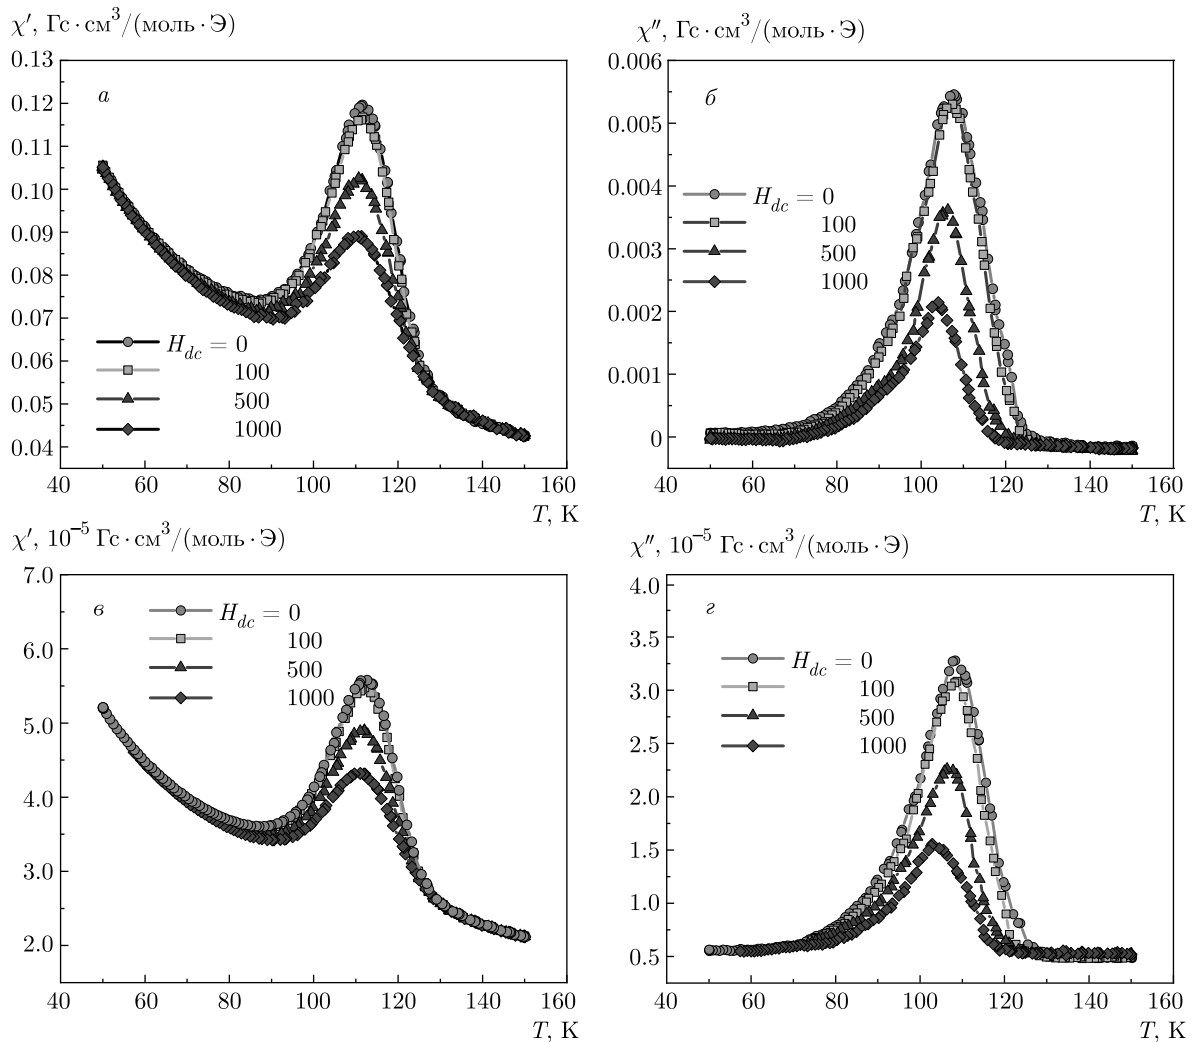 χ′, Гс·см³/(моль·Э)
0.13
0.12
0.11
0.10
0.09
0.08
0.07
0.06
0.05
0.04
а
H_dc = 0
100
500
1000
40 60 80 100 120 140 160
T, K
χ″, Гс·см³/(моль·Э)
0.006
0.005
0.004
0.003
0.002
0.001
0
б
H_dc = 0
100
500
1000
40 60 80 100 120 140 160
T, K
χ′, 10⁻⁵ Гс·см³/(моль·Э)
7.0
6.0
5.0
4.0
3.0
2.0
в
H_dc = 0
100
500
1000
40 60 80 100 120 140 160
T, K
χ″, 10⁻⁵ Гс·см³/(моль·Э)
4.0
3.5
3.0
2.5
2.0
1.5
1.0
0.5
г
H_dc = 0
100
500
1000
40 60 80 100 120 140 160
T, K